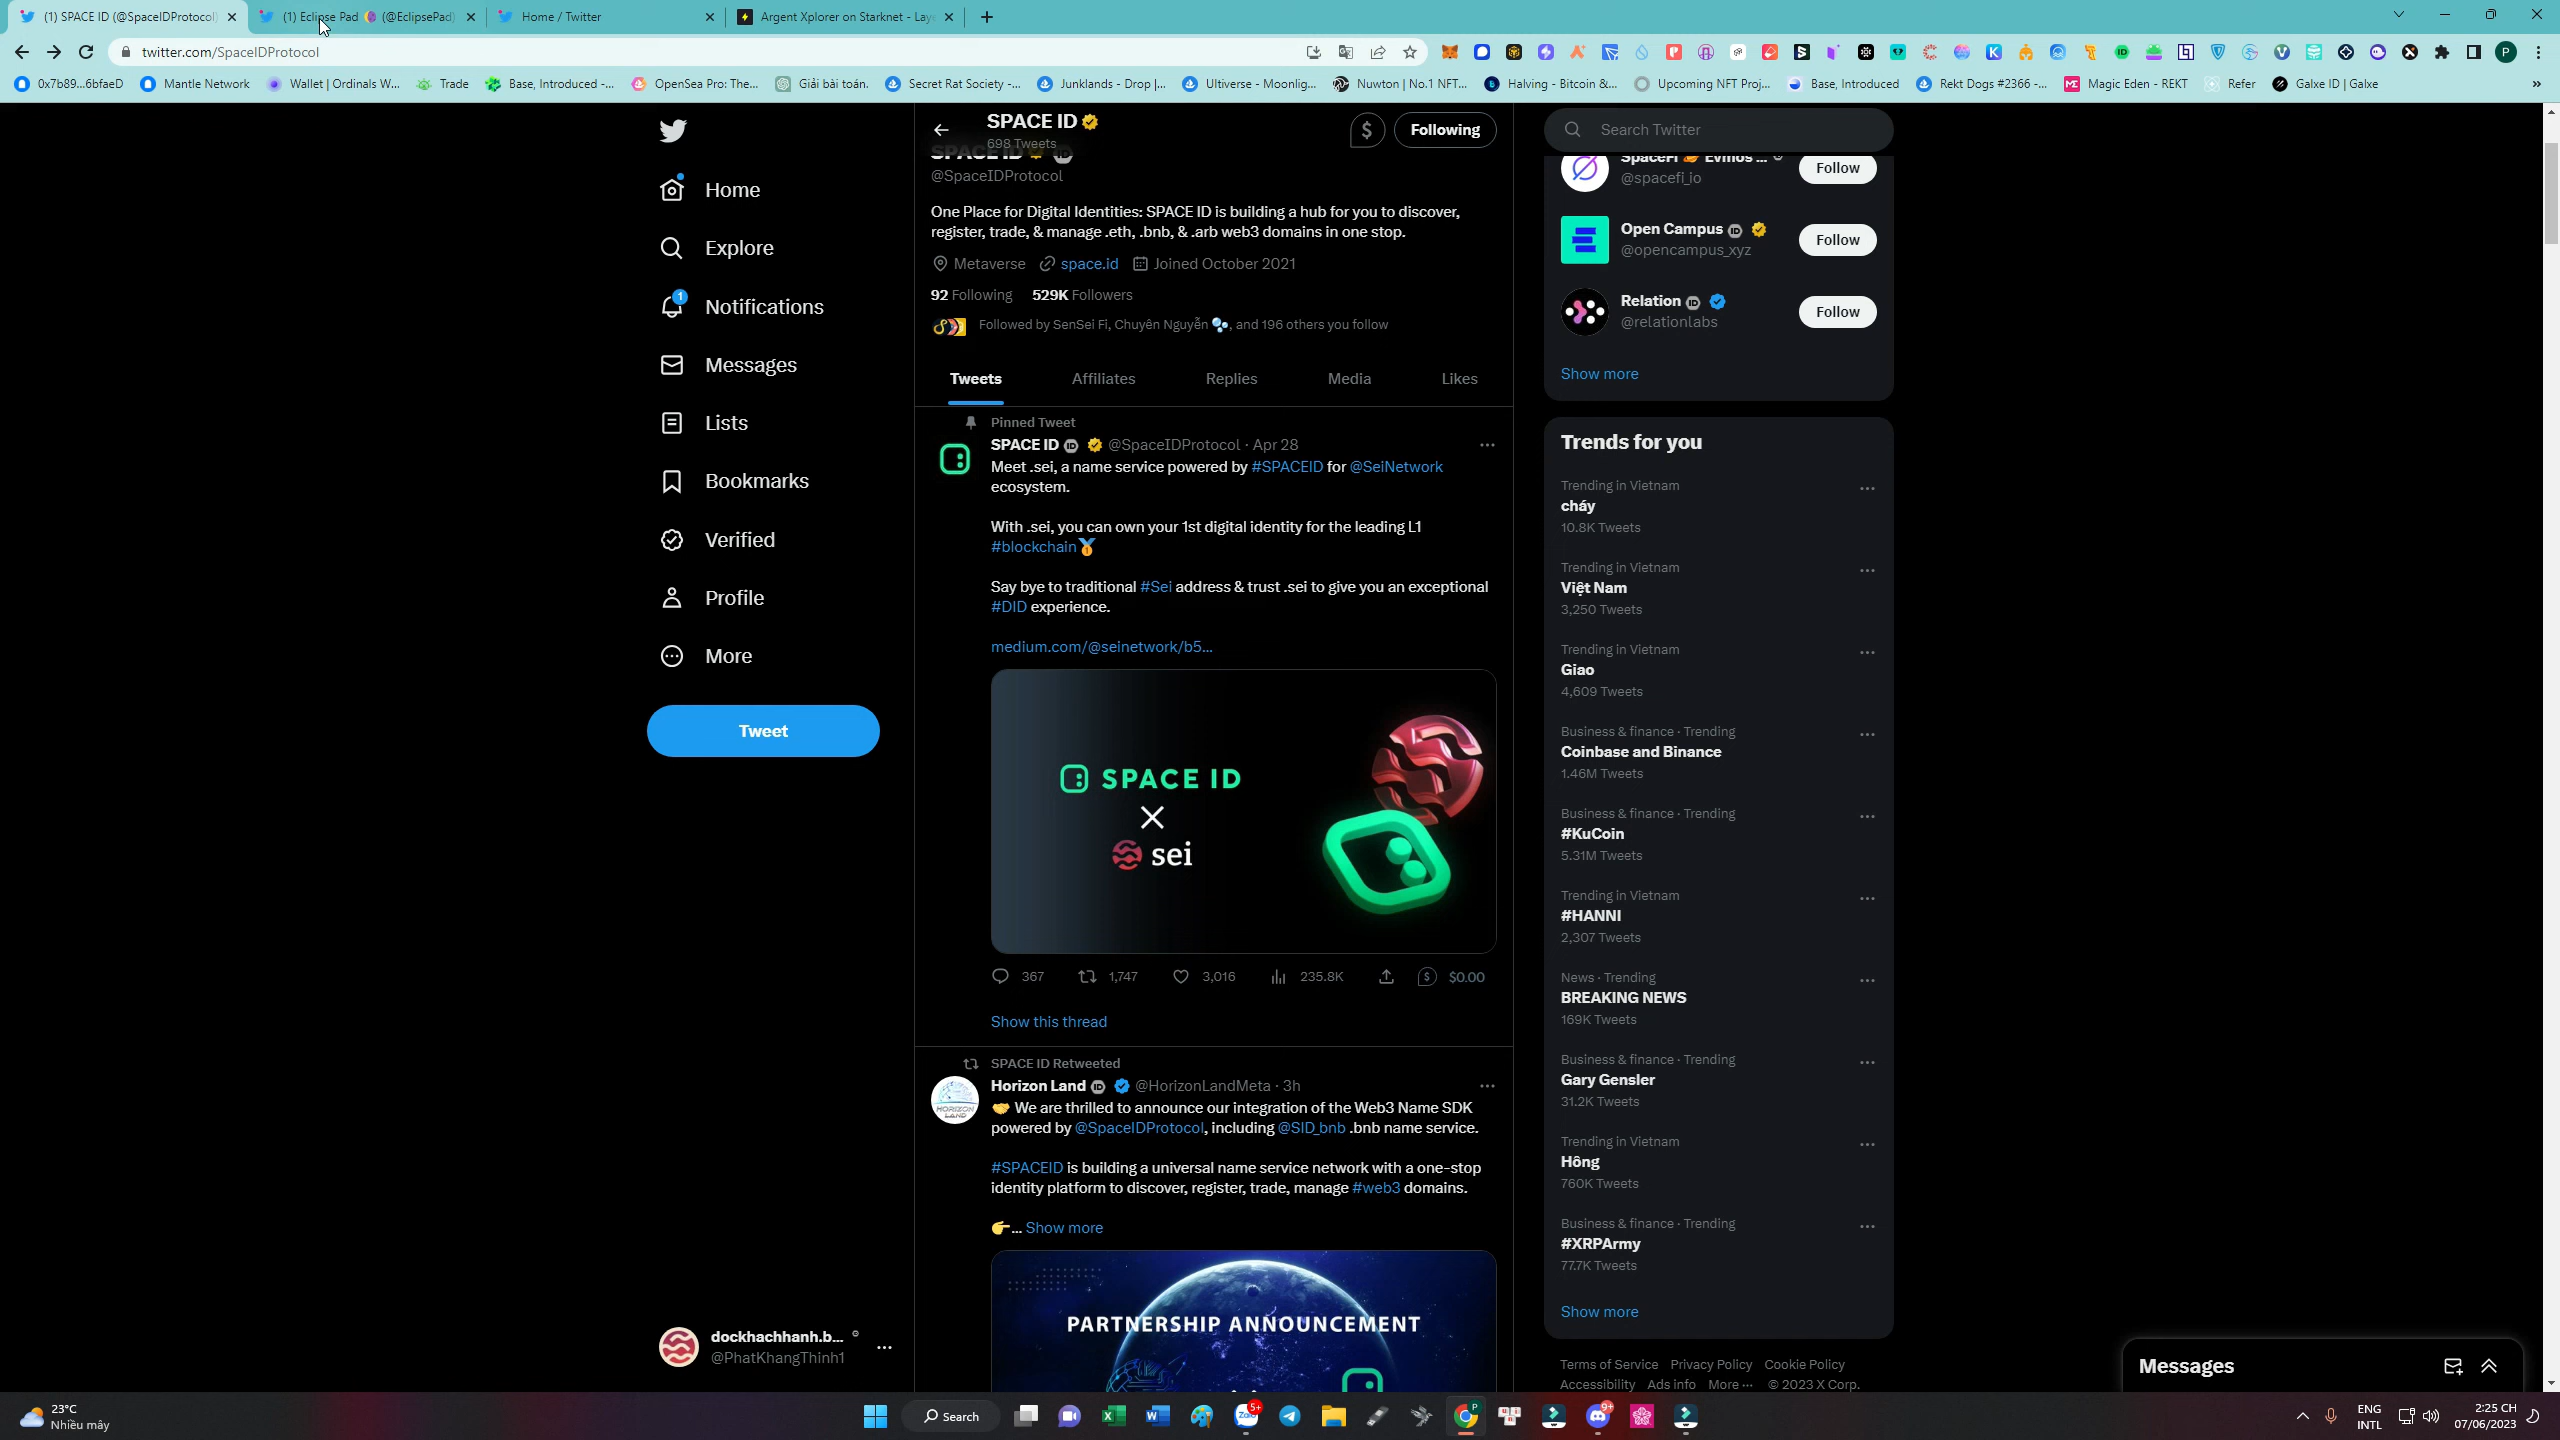 (1) SPACE ID (@SpaceIDProtocol)
(1) Eclipse Pad (@EclipsePad)
Home / Twitter
Argent Xplorer on Starknet - Lay
twitter.com/SpaceIDProtocol
0x7b89...6bfaeD
Mantle Network
Wallet | Ordinals W...
Trade
Base, Introduced -...
OpenSea Pro: The...
Giải bài toán.
Secret Rat Society -...
Junklands - Drop |...
Ultiverse - Moonlig...
Nuwton | No.1 NFT...
Halving - Bitcoin &...
Upcoming NFT Proj...
Base, Introduced
Rekt Dogs #2366 -...
Magic Eden - REKT
Refer
Galxe ID | Galxe
Home
Explore
1
Notifications
Messages
Lists
Bookmarks
Verified
Profile
More
Tweet
dockhachhanh.b...
@PhatKhangThinh1
SPACE ID
698 Tweets
Following
SPACE ID
@SpaceIDProtocol
One Place for Digital Identities: SPACE ID is building a hub for you to discover,
register, trade, & manage .eth, .bnb, & .arb web3 domains in one stop.
Metaverse space.id Joined October 2021
92 Following 529K Followers
Followed by SenSei Fi, Chuyên Nguyễn 🫧, and 196 others you follow
Tweets Affiliates Replies Media Likes
Pinned Tweet
SPACE ID @SpaceIDProtocol · Apr 28
Meet .sei, a name service powered by #SPACEID for @SeiNetwork
ecosystem.
With .sei, you can own your 1st digital identity for the leading L1
#blockchain🥇
Say bye to traditional #Sei address & trust .sei to give you an exceptional
#DID experience.
medium.com/@seinetwork/b5...
SPACE ID
X
sei
367 1,747 3,016 235.8K $0.00
Show this thread
SPACE ID Retweeted
Horizon Land @HorizonLandMeta · 3h
🤝 We are thrilled to announce our integration of the Web3 Name SDK
powered by @SpaceIDProtocol, including @SID_bnb .bnb name service.
#SPACEID is building a universal name service network with a one-stop
identity platform to discover, register, trade, manage #web3 domains.
👉... Show more
HORIZON
LAND
PARTNERSHIP ANNOUNCEMENT
Search Twitter
SpaceFi 🪐 Evmos ...
@spacefi_io
Follow
Open Campus
@opencampus_xyz
Follow
Relation
@relationlabs
Follow
Show more
Trends for you
Trending in Vietnam
cháy
10.8K Tweets
Trending in Vietnam
Việt Nam
3,250 Tweets
Trending in Vietnam
Giao
4,609 Tweets
Business & finance · Trending
Coinbase and Binance
1.46M Tweets
Business & finance · Trending
#KuCoin
5.31M Tweets
Trending in Vietnam
#HANNI
2,307 Tweets
News · Trending
BREAKING NEWS
169K Tweets
Business & finance · Trending
Gary Gensler
31.2K Tweets
Trending in Vietnam
Hông
760K Tweets
Business & finance · Trending
#XRPArmy
77.7K Tweets
Show more
Terms of Service Privacy Policy Cookie Policy
Accessibility Ads info More ··· © 2023 X Corp.
Messages
23°C
Nhiều mây
Search
5+
9+
ENG
INTL
2:25 CH
07/06/2023